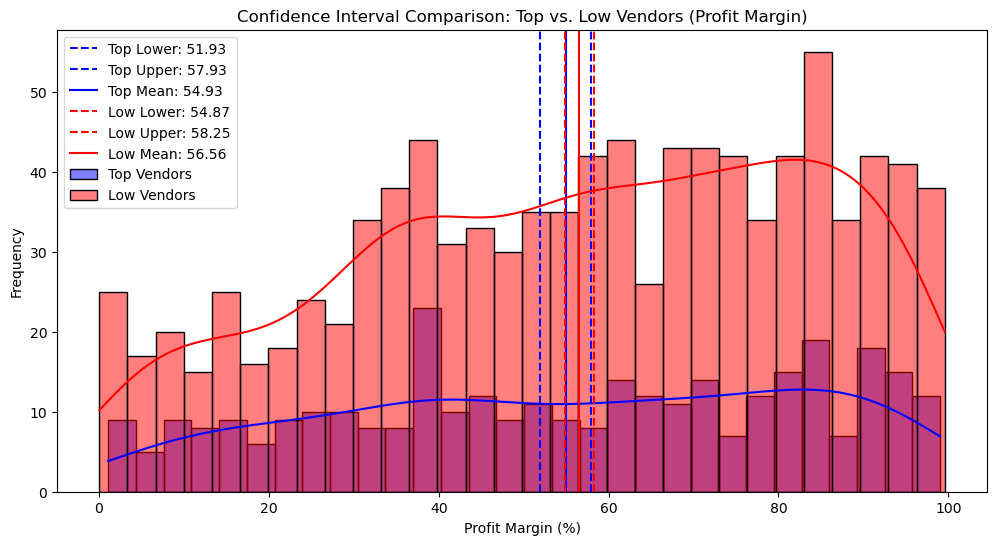 Confidence Interval Comparison: Top vs. Low Vendors (Profit Margin)
Top Lower: 51.93
Top Upper: 57.93
Top Mean: 54.93
Low Lower: 54.87
Low Upper: 58.25
Low Mean: 56.56
Top Vendors
Low Vendors
Frequency
50
40
30
20
10
0
0 20 40 60 80 100
Profit Margin (%)